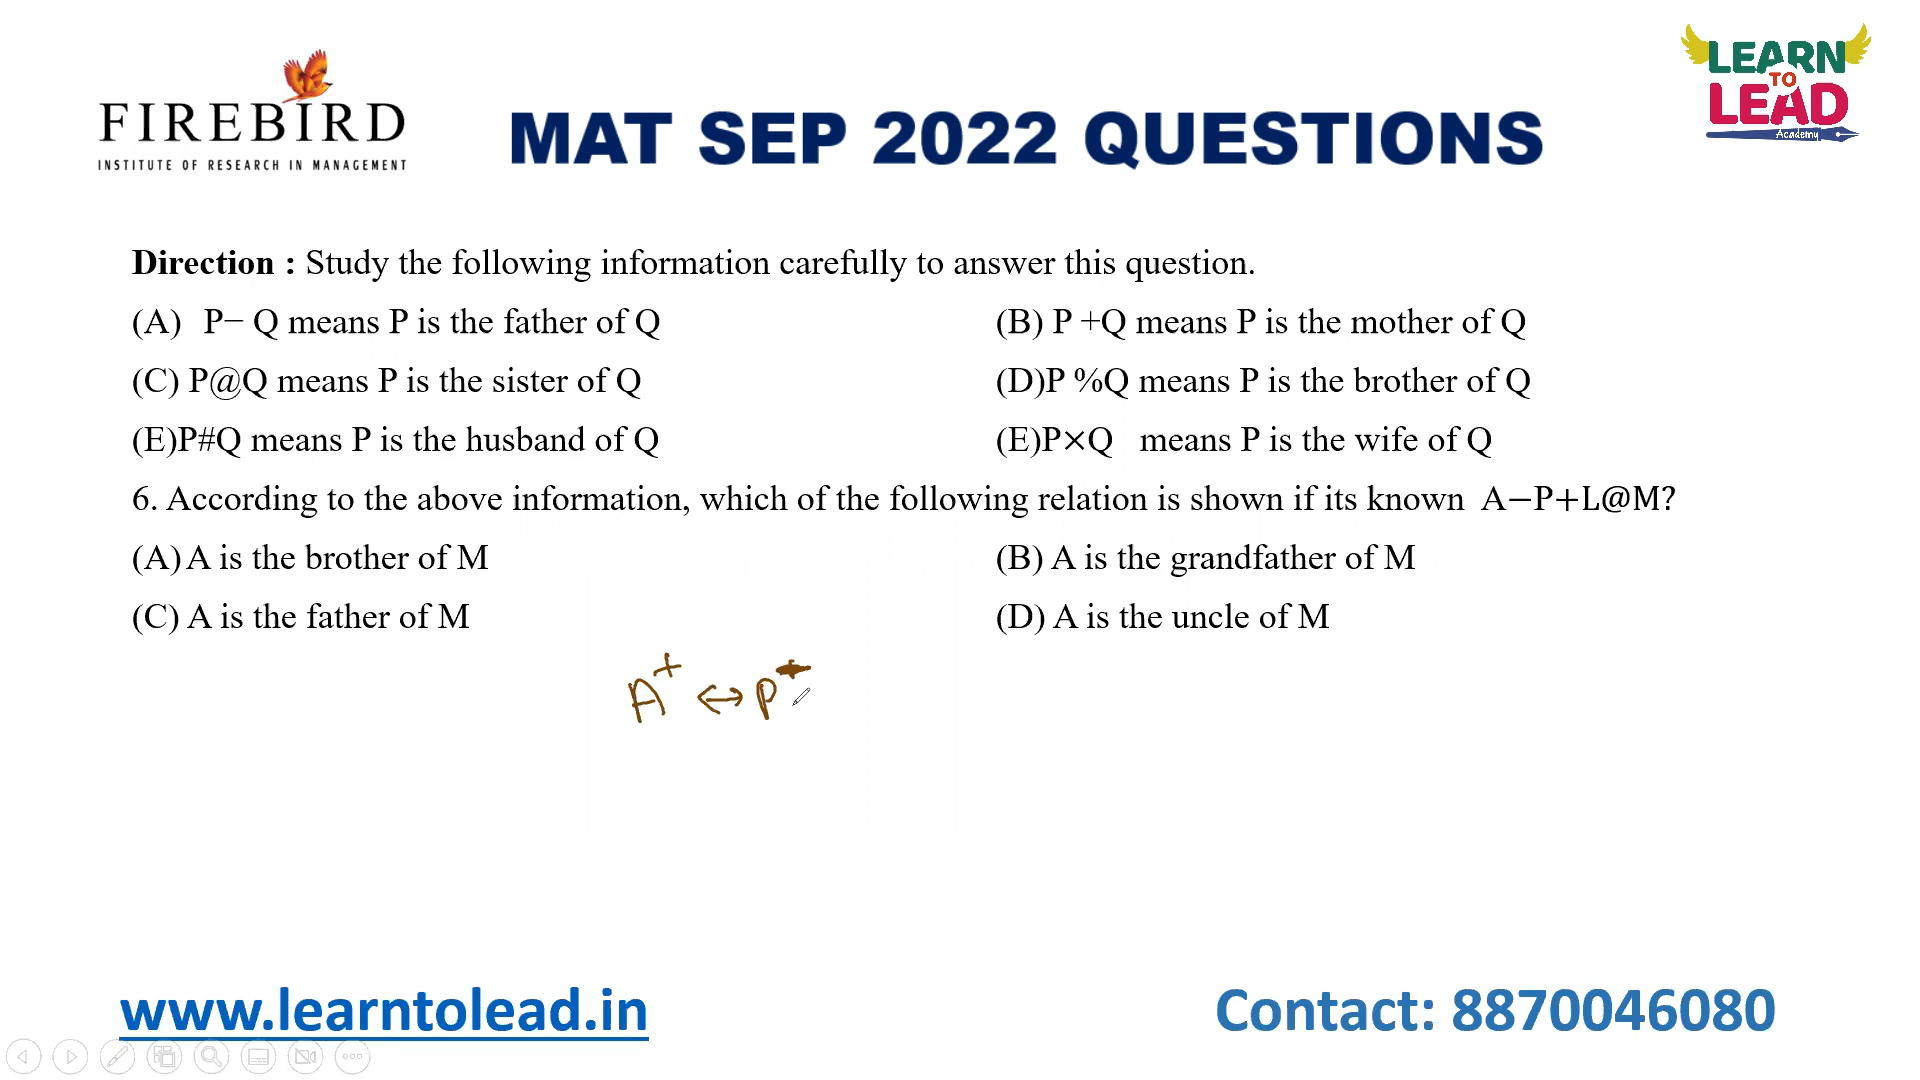 FIREBIRD
INSTITUTE OF RESEARCH IN MANAGEMENT
MAT SEP 2022 QUESTIONS
LEARN
TO
LEAD
Academy
Direction : Study the following information carefully to answer this question.
(A) P− Q means P is the father of Q (B) P +Q means P is the mother of Q
(C) P@Q means P is the sister of Q (D)P %Q means P is the brother of Q
(E)P#Q means P is the husband of Q (E)P×Q means P is the wife of Q
6. According to the above information, which of the following relation is shown if its known A−P+L@M?
(A) A is the brother of M (B) A is the grandfather of M
(C) A is the father of M (D) A is the uncle of M
A+ ↔ P
www.learntolead.in Contact: 8870046080